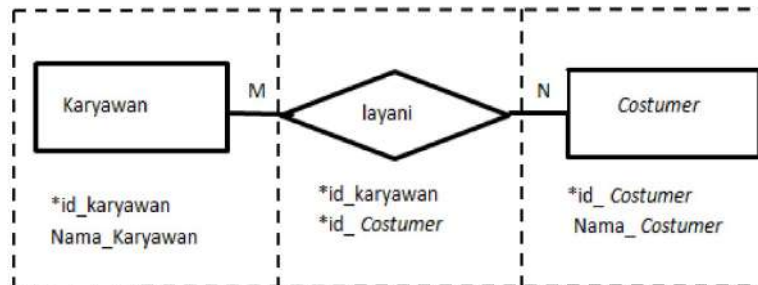 Karyawan
M
layani
N
Costumer
*id_karyawan
Nama_Karyawan
*id_karyawan
*id_ Costumer
*id_ Costumer
Nama_ Costumer